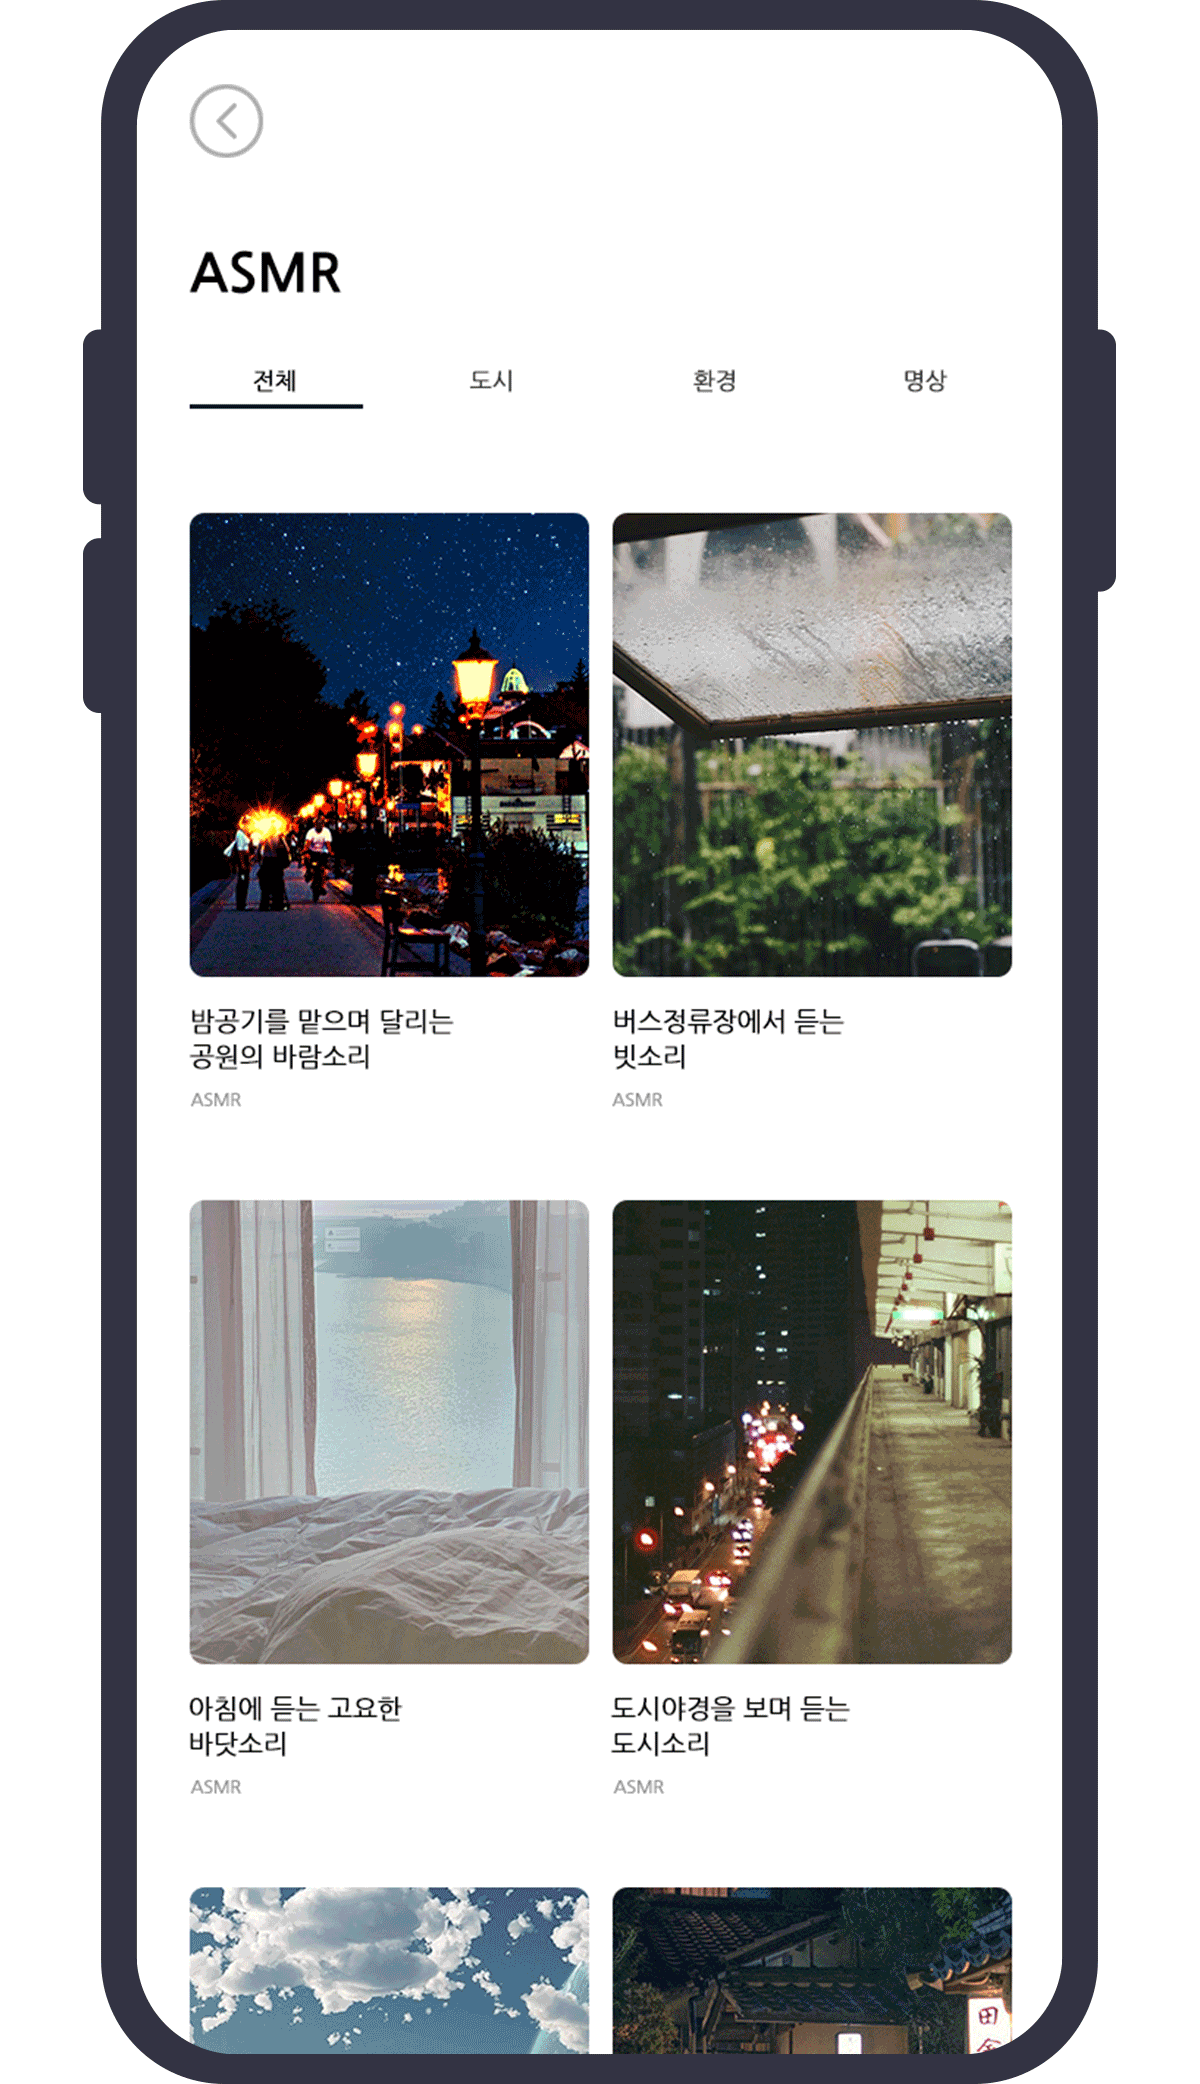 ASMR
전체 도시 환경 명상
밤공기를 맡으며 달리는
공원의 바람소리
ASMR
버스정류장에서 듣는
빗소리
ASMR
아침에 듣는 고요한
바닷소리
ASMR
도시야경을 보며 듣는
도시소리
ASMR
田